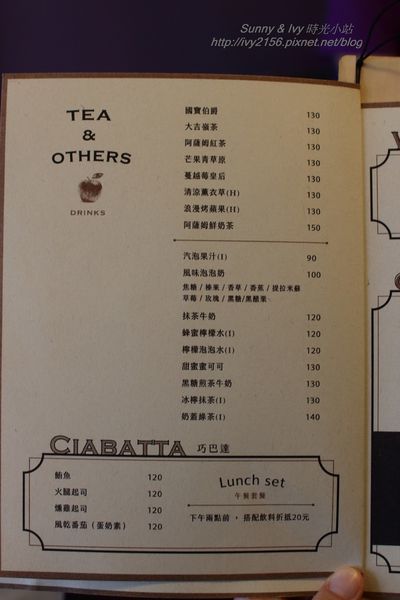 Sunny & Ivy 時光小站
http://ivy2156.pixnet.net/blog
TEA
&
OTHERS
DRINKS
國寶伯爵 130
大吉嶺茶 130
阿薩姆紅茶 130
芒果青草原 130
蔓越莓皇后 130
清涼薰衣草(H) 130
浪漫烤蘋果(H) 130
阿薩姆鮮奶茶 150
汽泡果汁(I) 90
風味泡泡奶 100
焦糖 / 榛果 / 香草 / 香蕉 / 提拉米蘇
草莓 / 玫瑰 / 黑糖 / 黑醋栗
抹茶牛奶 120
蜂蜜檸檬水(I) 120
檸檬泡泡水(I) 120
甜蜜蜜可可 130
黑糖煎茶牛奶 130
冰檸抹茶(I) 130
奶蓋綠茶(I) 140
CIABATTA 巧巴達
鮪魚 120
火腿起司 120
燻雞起司 120
風乾番茄（蛋奶素） 120
Lunch set
午餐套餐
下午兩點前，搭配飲料折抵20元